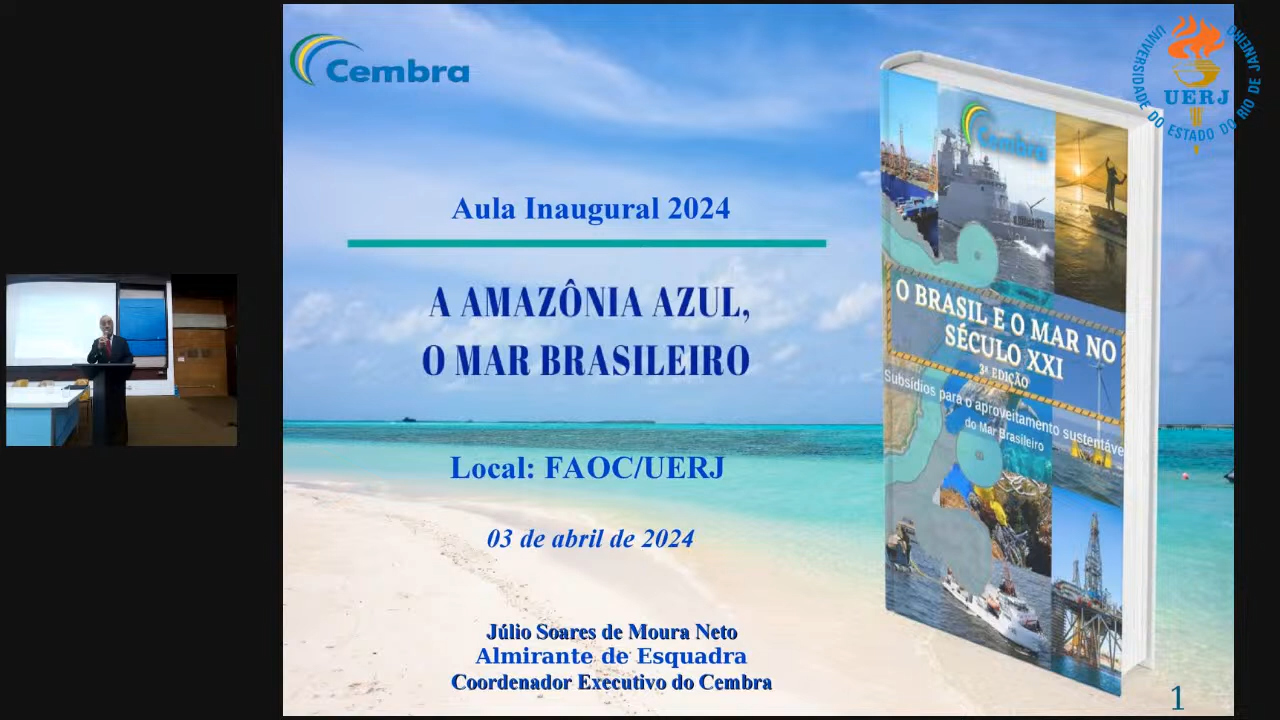 Cembra
Aula Inaugural 2024
A AMAZÔNIA AZUL,
O MAR BRASILEIRO
Local: FAOC/UERJ
03 de abril de 2024
Júlio Soares de Moura Neto
Almirante de Esquadra
Coordenador Executivo do Cembra
Cembra
O BRASIL E O MAR NO
SÉCULO XXI
3ª EDIÇÃO
Subsídios para o aproveitamento sustentáve
do Mar Brasileiro
UNIVERSIDADE DO ESTADO DO RIO DE JANEIRO
UERJ
1